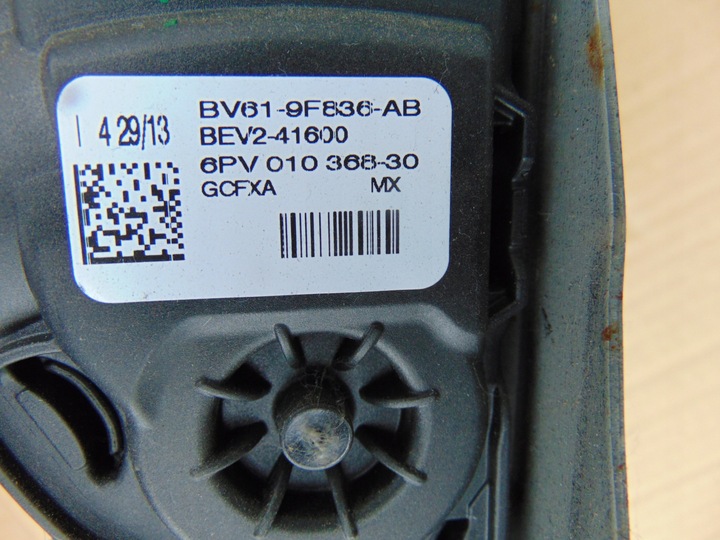 I 4 29/13
BV61-9F836-AB
BEV2-41600
6PV 010 368-30
GCFXA MX